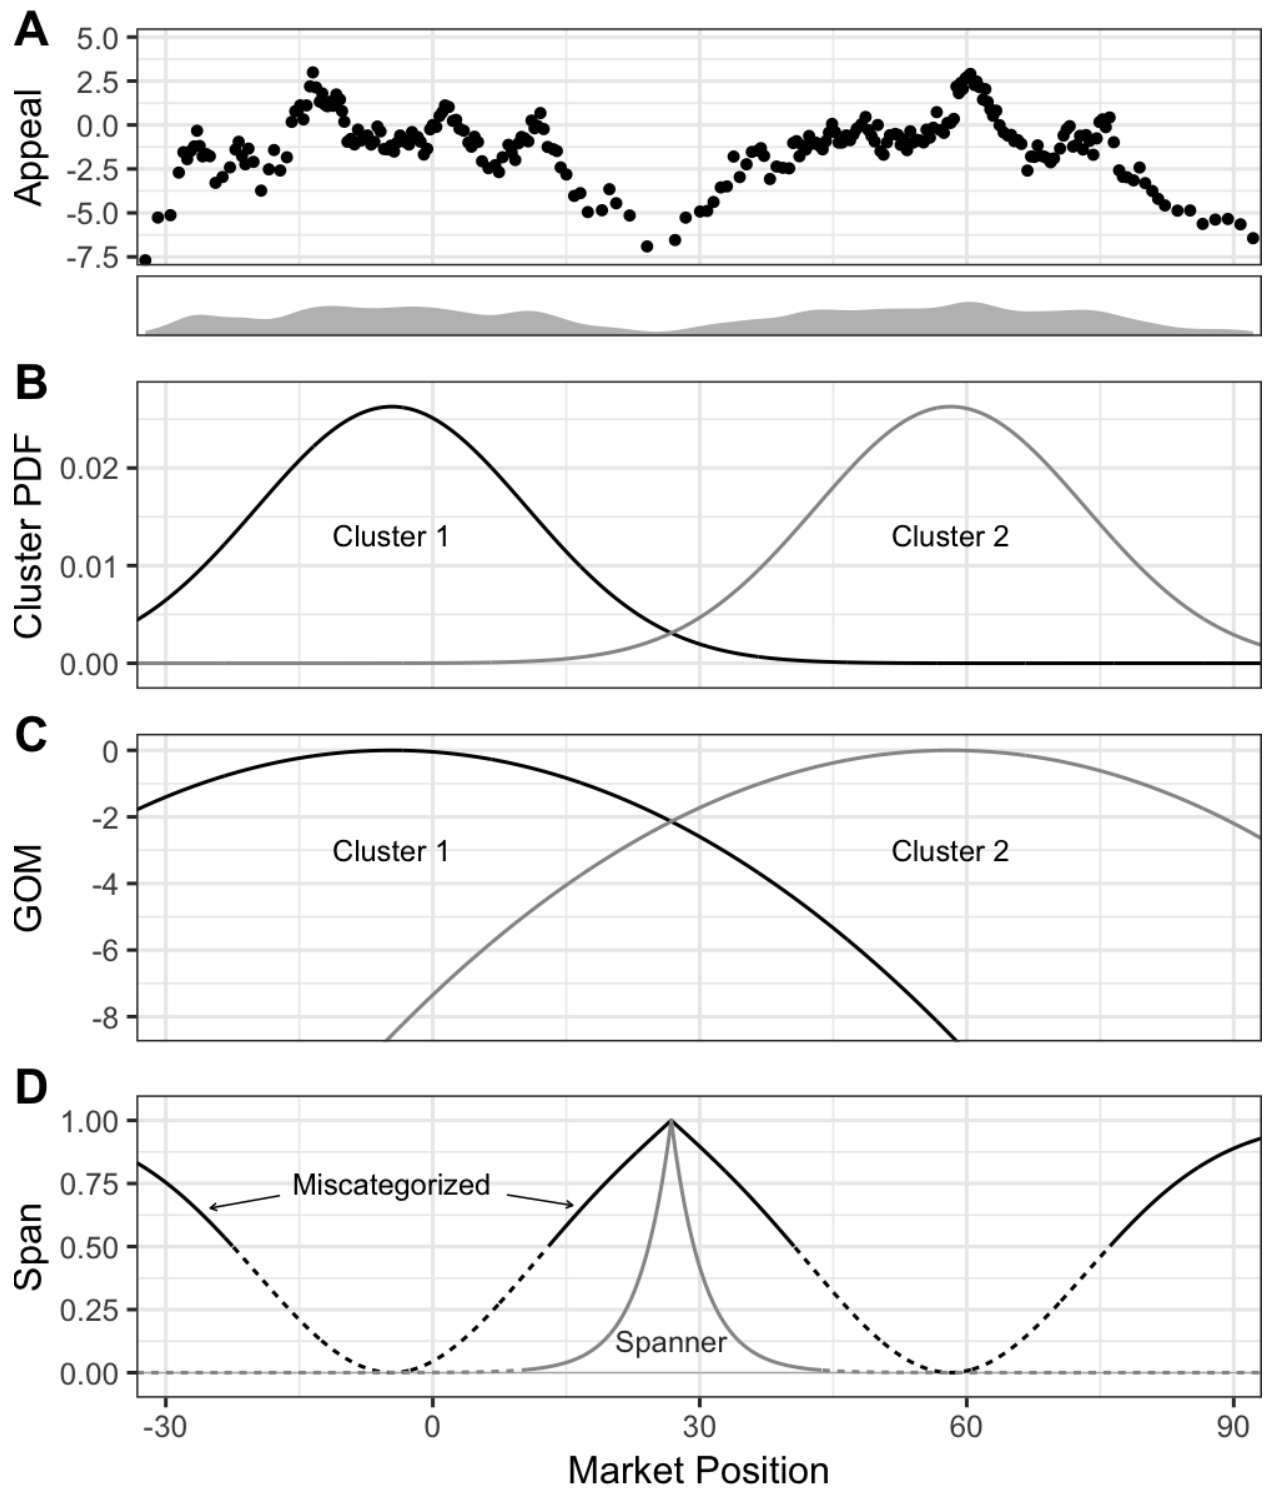 A
Appeal
5.0
2.5
0.0
-2.5
-5.0
-7.5
B
Cluster PDF
0.02
0.01
0.00
Cluster 1
Cluster 2
C
GOM
0
-2
-4
-6
-8
Cluster 1
Cluster 2
D
Span
1.00
0.75
0.50
0.25
0.00
Miscategorized
Spanner
-30 0 30 60 90
Market Position